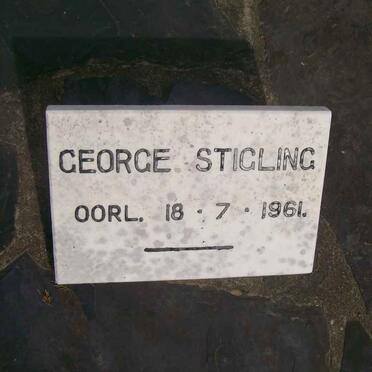 GEORGE STIGLING
OORL. 18 · 7 · 1961.